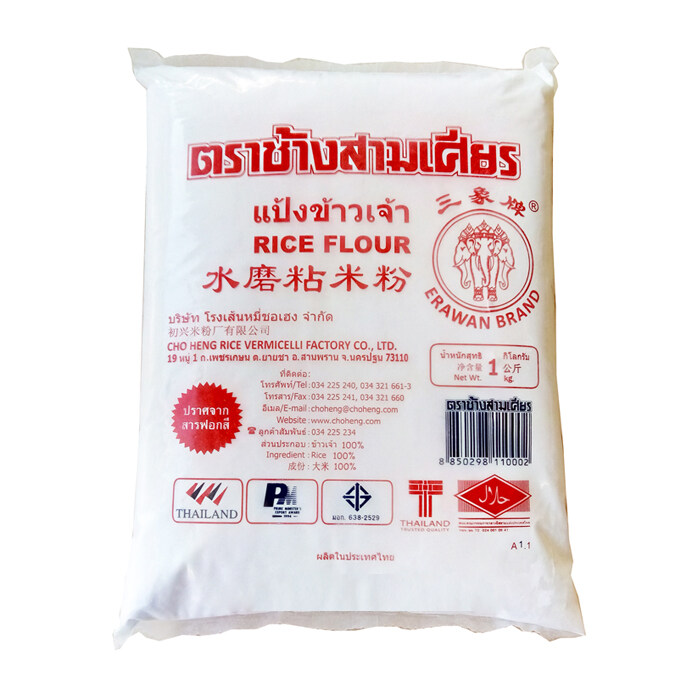 ตราช้างสามเศียร
แป้งข้าวเจ้า
RICE FLOUR
水磨粘米粉
三象牌®
ERAWAN BRAND
บริษัท โรงเส้นหมี่ชอเฮง จำกัด
初兴米粉厂有限公司
CHO HENG RICE VERMICELLI FACTORY CO., LTD.
19 หมู่ 1 ถ.เพชรเกษม ต.ยายชา อ.สามพราน จ.นครปฐม 73110
น้ำหนักสุทธิ 1 กิโลกรัม
净含量 公斤
Net Wt. kg.
ที่ติดต่อ:
โทรศัพท์/Tel : 034 225 240, 034 321 661-3
โทรสาร/Fax : 034 225 241, 034 321 660
อีเมล/E-mail : choheng@choheng.com
Website : www.choheng.com
ลูกค้าสัมพันธ์ : 034 225 234
ส่วนประกอบ : ข้าวเจ้า 100%
Ingredient : Rice 100%
成份 : 大米 100%
ปราศจาก
สารฟอกสี
ตราช้างสามเศียร
8 850298 110002
THAILAND
PM
PRIME MINISTER'S
EXPORT AWARD
มอก. 638-2529
THAILAND
TRUSTED QUALITY
حلال
A 1.1
ผลิตในประเทศไทย